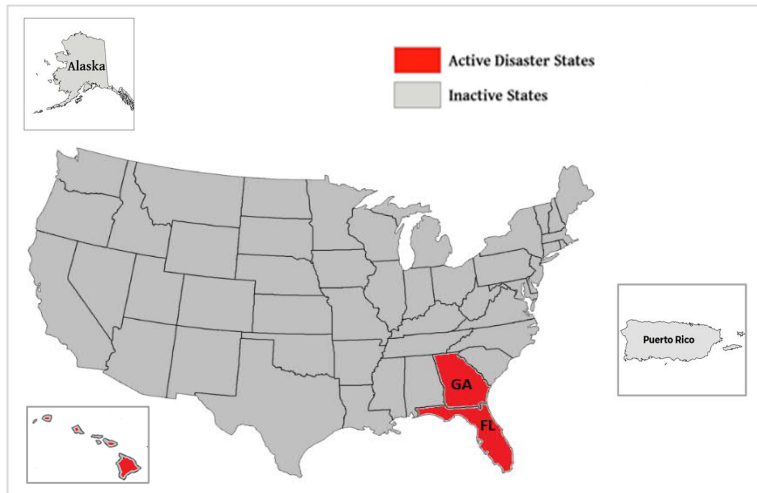 Alaska
Active Disaster States
Inactive States
Puerto Rico
GA
FL